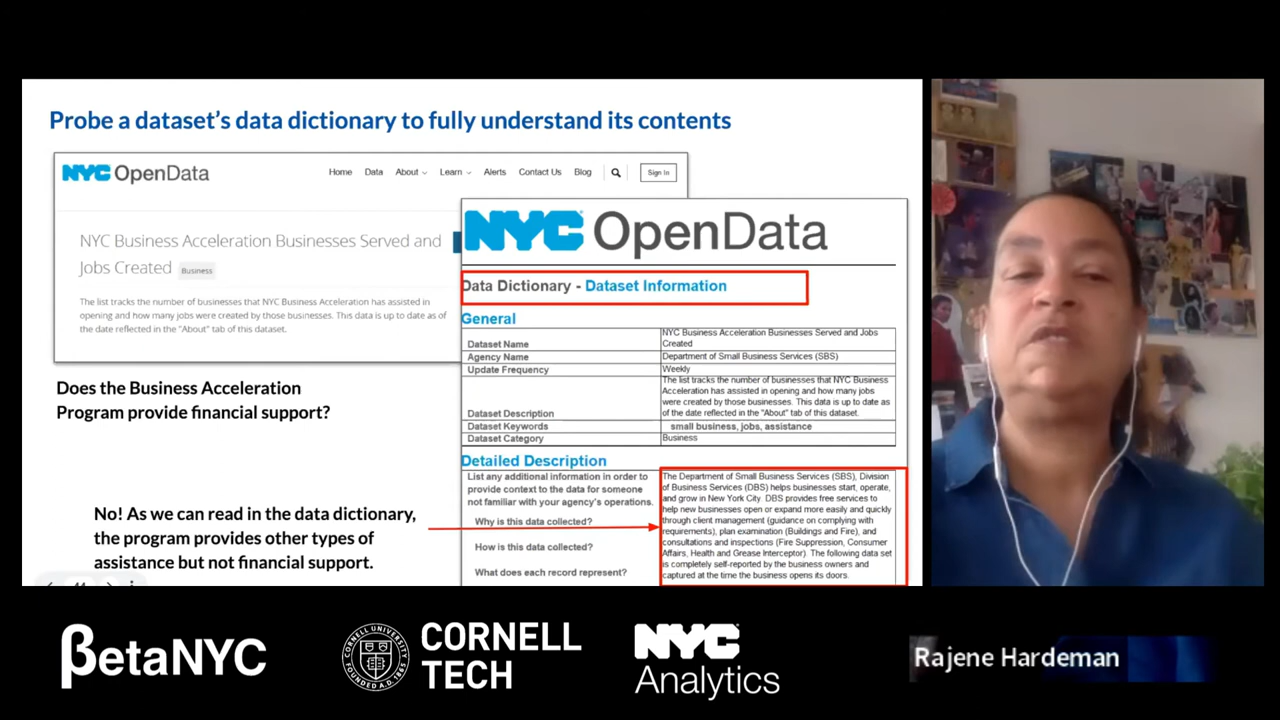 Probe a dataset's data dictionary to fully understand its contents
NYC OpenData
Home Data About Learn Alerts Contact Us Blog Sign In
NYC Business Acceleration Businesses Served and
Jobs Created Business
The list tracks the number of businesses that NYC Business Acceleration has assisted in
opening and how many jobs were created by those businesses. This data is up to date as of
the date reflected in the "About" tab of this dataset.
Does the Business Acceleration
Program provide financial support?
No! As we can read in the data dictionary,
the program provides other types of
assistance but not financial support.
NYC OpenData
Data Dictionary - Dataset Information
General
Dataset Name
NYC Business Acceleration Businesses Served and Jobs
Created
Agency Name
Department of Small Business Services (SBS)
Update Frequency
Weekly
Dataset Description
The list tracks the number of businesses that NYC Business
Acceleration has assisted in opening and how many jobs
were created by those businesses. This data is up to date as
of the date reflected in the "About" tab of this dataset.
Dataset Keywords
small business, jobs, assistance
Dataset Category
Business
Detailed Description
List any additional information in order to
provide context to the data for someone
not familiar with your agency's operations.
Why is this data collected?
How is this data collected?
What does each record represent?
The Department of Small Business Services (SBS), Division
of Business Services (DBS) helps businesses start, operate,
and grow in New York City. DBS provides free services to
help new businesses open or expand more easily and quickly
through client management (guidance on complying with
requirements), plan examination (Buildings and Fire), and
consultations and inspections (Fire Suppression, Consumer
Affairs, Health and Grease Interceptor). The following data set
is completely self-reported by the business owners and
captured at the time the business opens its doors.
βetaNYC
CORNELL UNIVERSITY
FOUNDED A.D. 1865
CORNELL
TECH
NYC
Analytics
Rajene Hardeman